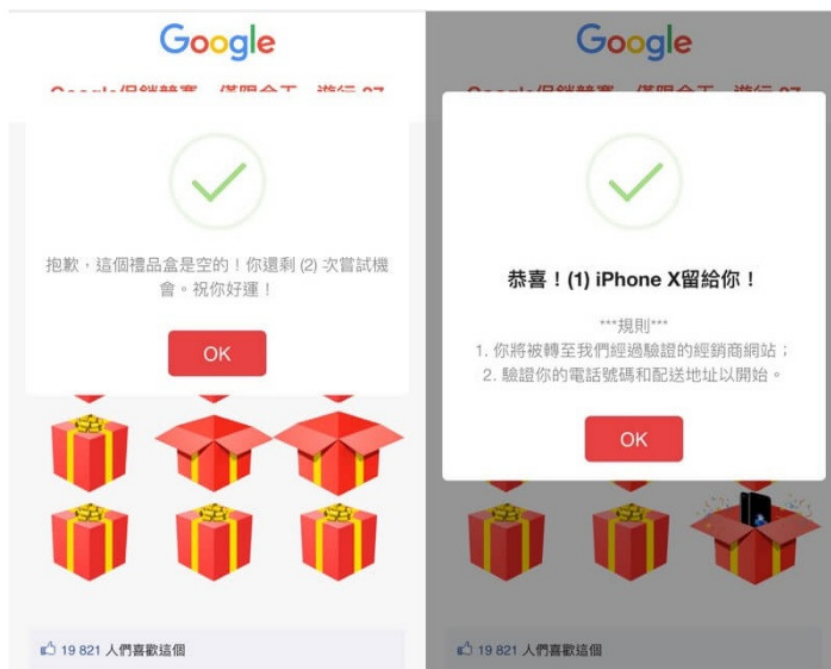 Google
抱歉，這個禮品盒是空的！你還剩 (2) 次嘗試機
會。祝你好運！
OK
19 821 人們喜歡這個
Google
恭喜！(1) iPhone X留給你！
***規則***
1. 你將被轉至我們經過驗證的經銷商網站；
2. 驗證你的電話號碼和配送地址以開始。
OK
19 821 人們喜歡這個